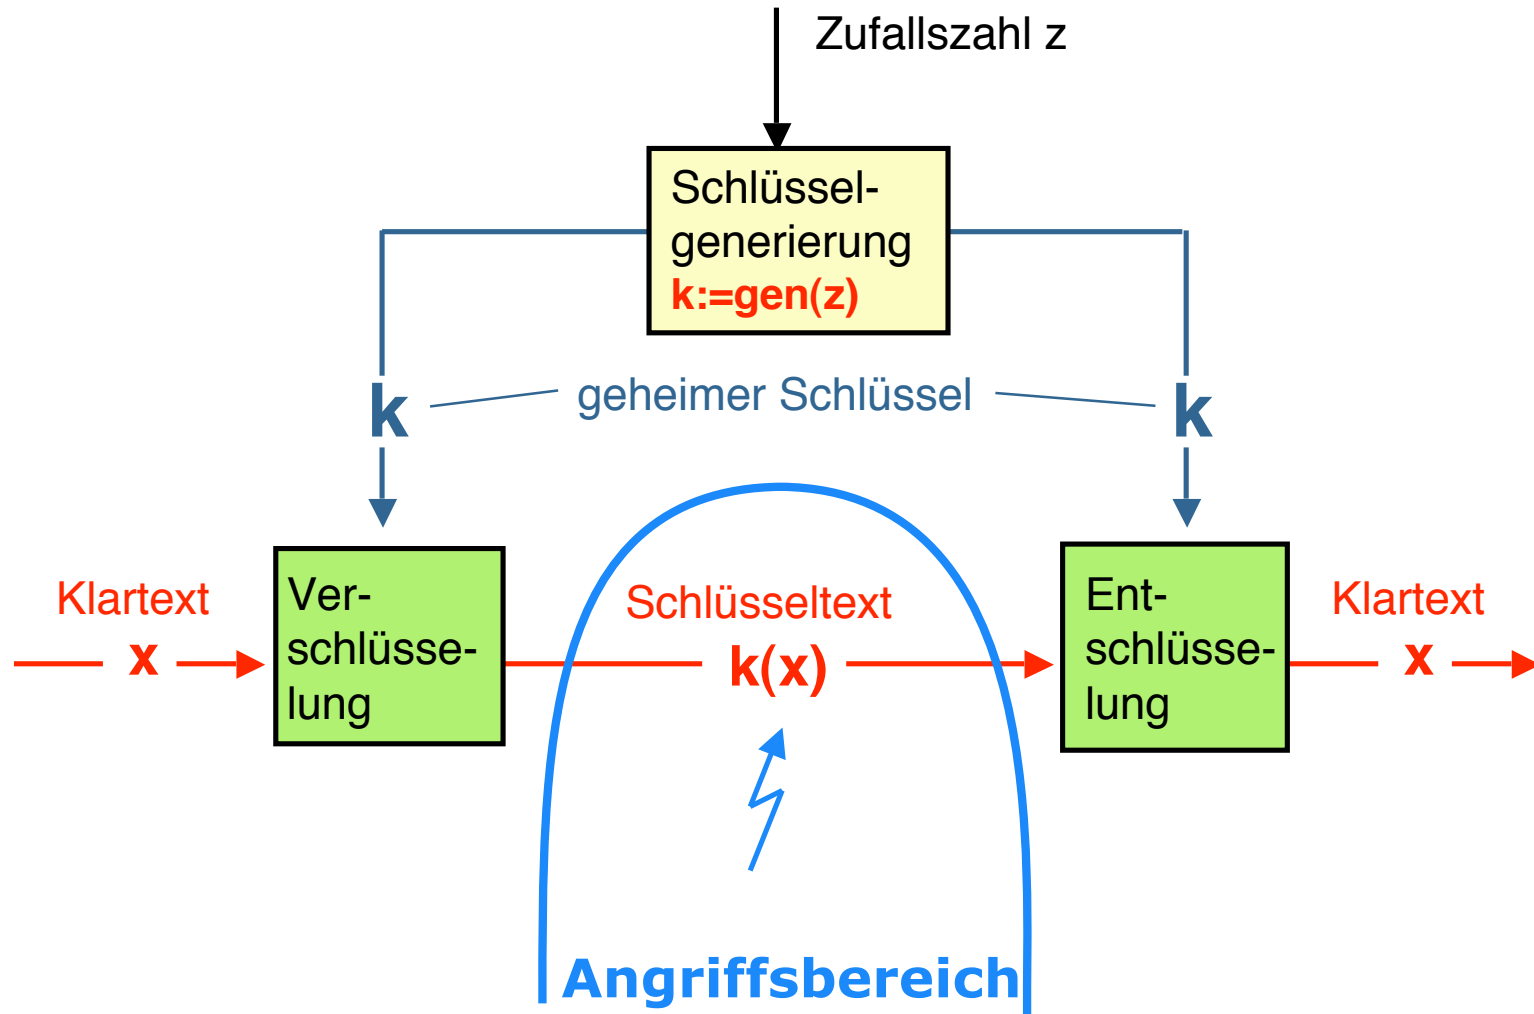 Zufallszahl z
Schlüssel-
generierung
k:=gen(z)
k
geheimer Schlüssel
k
Klartext
x
Ver-
schlüsse-
lung
Schlüsseltext
k(x)
Ent-
schlüsse-
lung
Klartext
x
Angriffsbereich